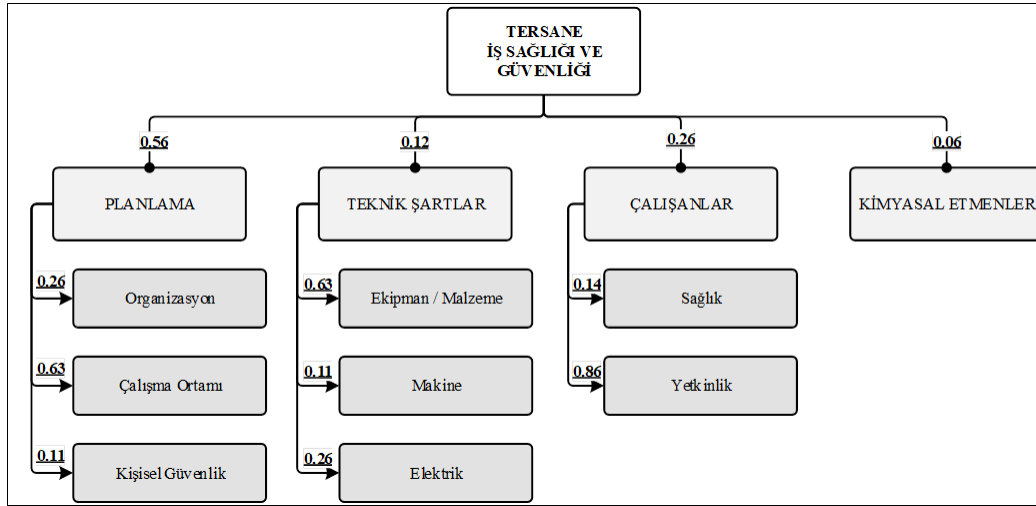 TERSANE
İŞ SAĞLIĞI VE
GÜVENLİĞİ
0.56
0.12
0.26
0.06
PLANLAMA
TEKNİK ŞARTLAR
ÇALIŞANLAR
KİMYASAL ETMENLER
0.26
Organizasyon
0.63
Ekipman / Malzeme
0.14
Sağlık
0.63
Çalışma Ortamı
0.11
Makine
0.86
Yetkinlik
0.11
Kişisel Güvenlik
0.26
Elektrik